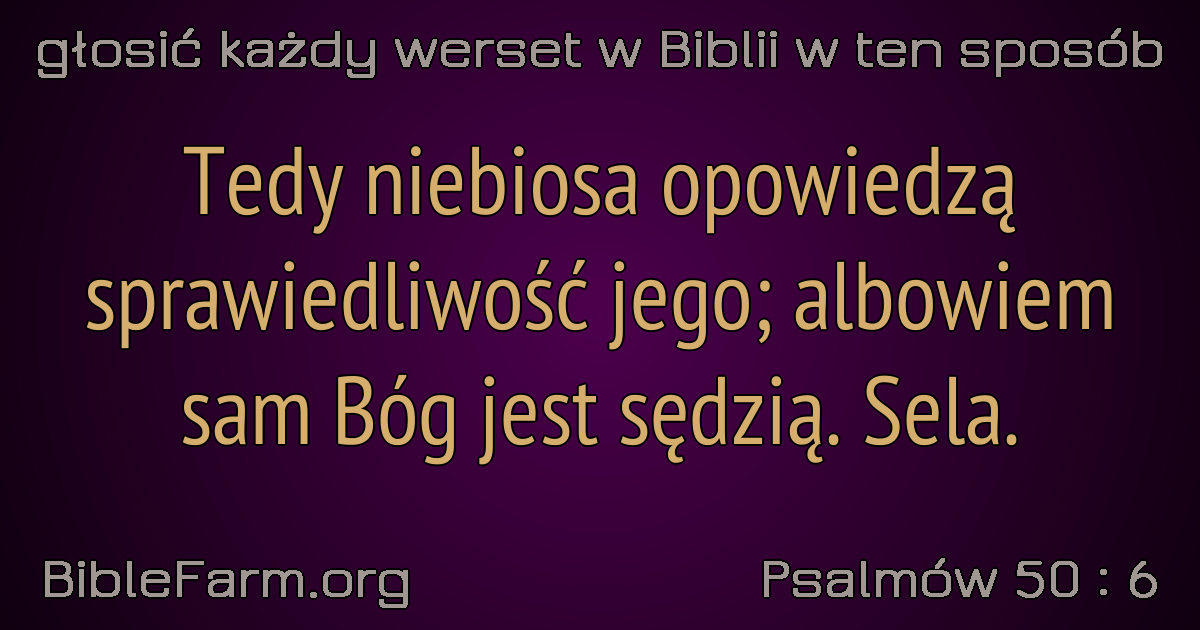 głosić każdy werset w Biblii w ten sposób
Tedy niebiosa opowiedzą
sprawiedliwość jego; albowiem
sam Bóg jest sędzią. Sela.
BibleFarm.org
Psalmów 50 : 6